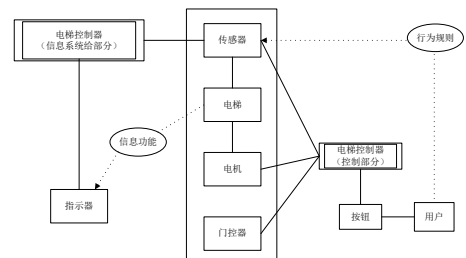 电梯控制器
（信息系统给部分）
传感器
行为规则
电梯
信息功能
电梯控制器
（控制部分）
电机
指示器
按钮
用户
门控器